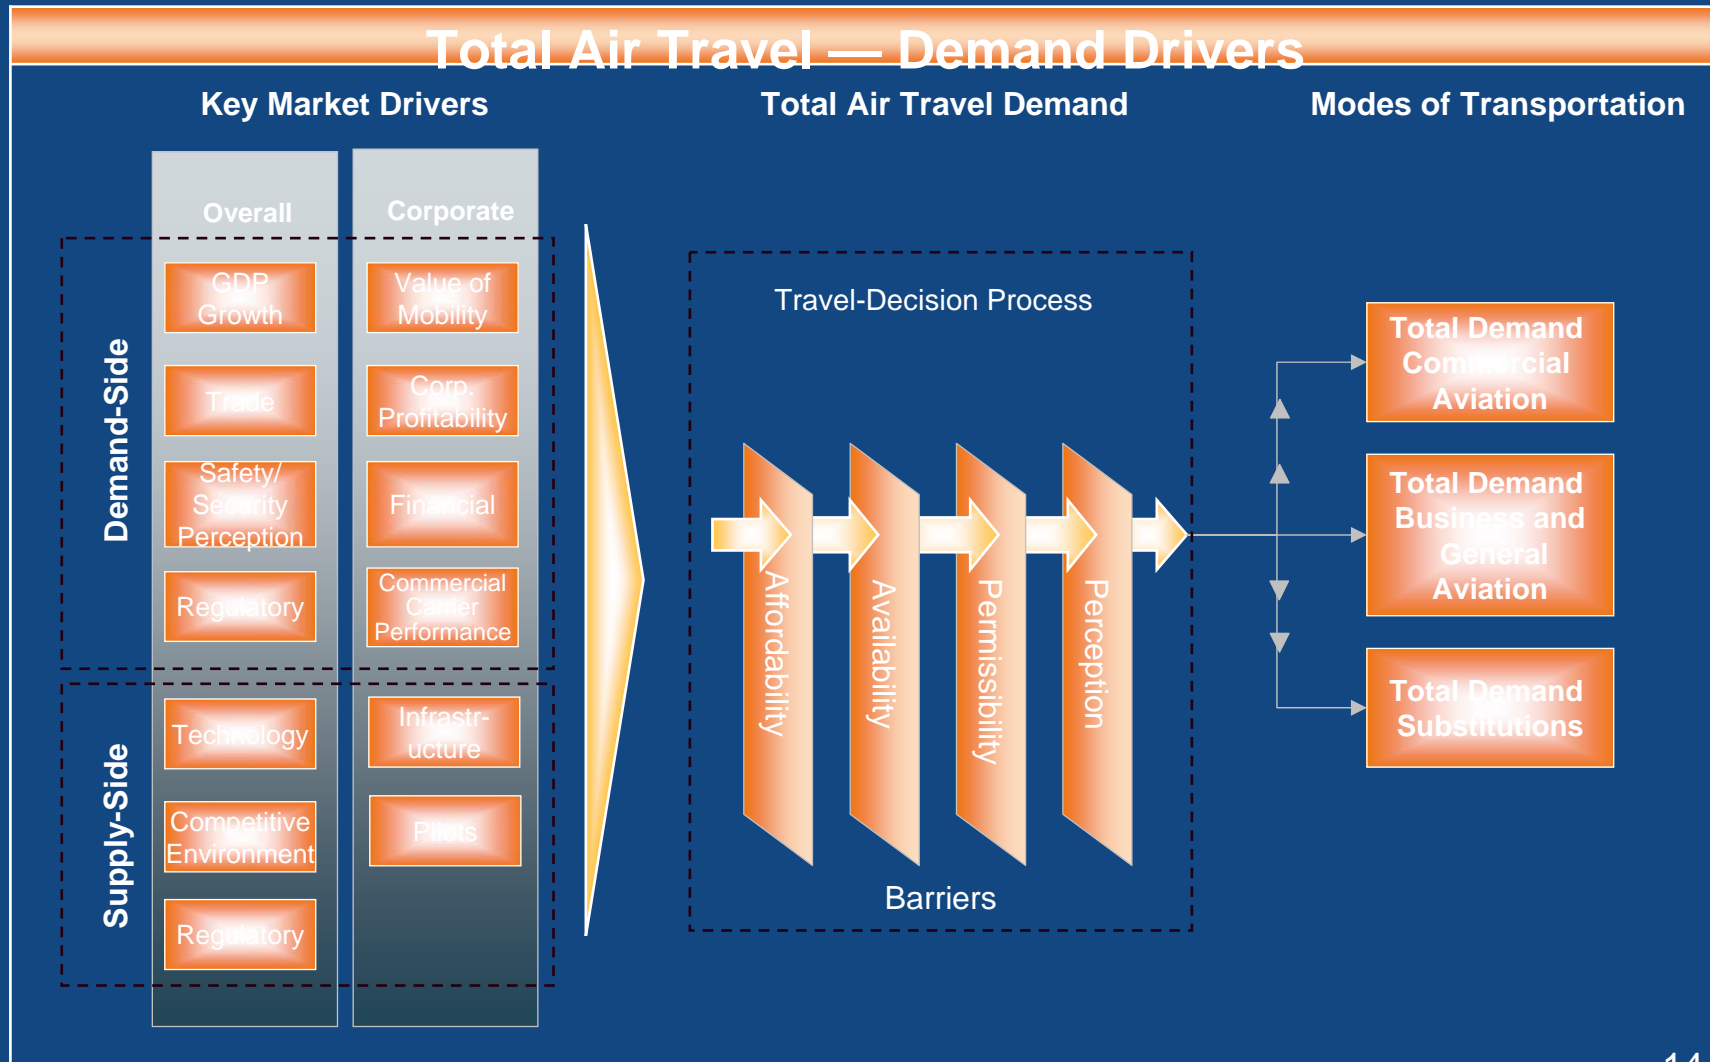 Total Air Travel — Demand Drivers
Key Market Drivers
Total Air Travel Demand
Modes of Transportation
Overall
Corporate
Demand-Side
GDP
Growth
Value of
Mobility
Trade
Corp.
Profitability
Safety/
Security
Perception
Financial
Regulatory
Commercial
Carrier
Performance
Supply-Side
Technology
Infrastr-
ucture
Competitive
Environment
Pilots
Regulatory
Travel-Decision Process
Affordability
Availability
Permissibility
Perception
Barriers
Total Demand
Commercial
Aviation
Total Demand
Business and
General
Aviation
Total Demand
Substitutions
14